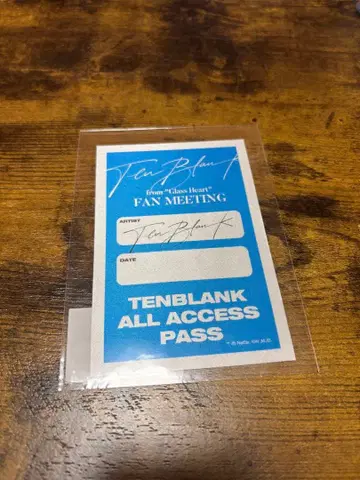 TenBlank
from "Glass Heart"
FAN MEETING
ARTIST
TenBlank
DATE
TENBLANK
ALL ACCESS
PASS